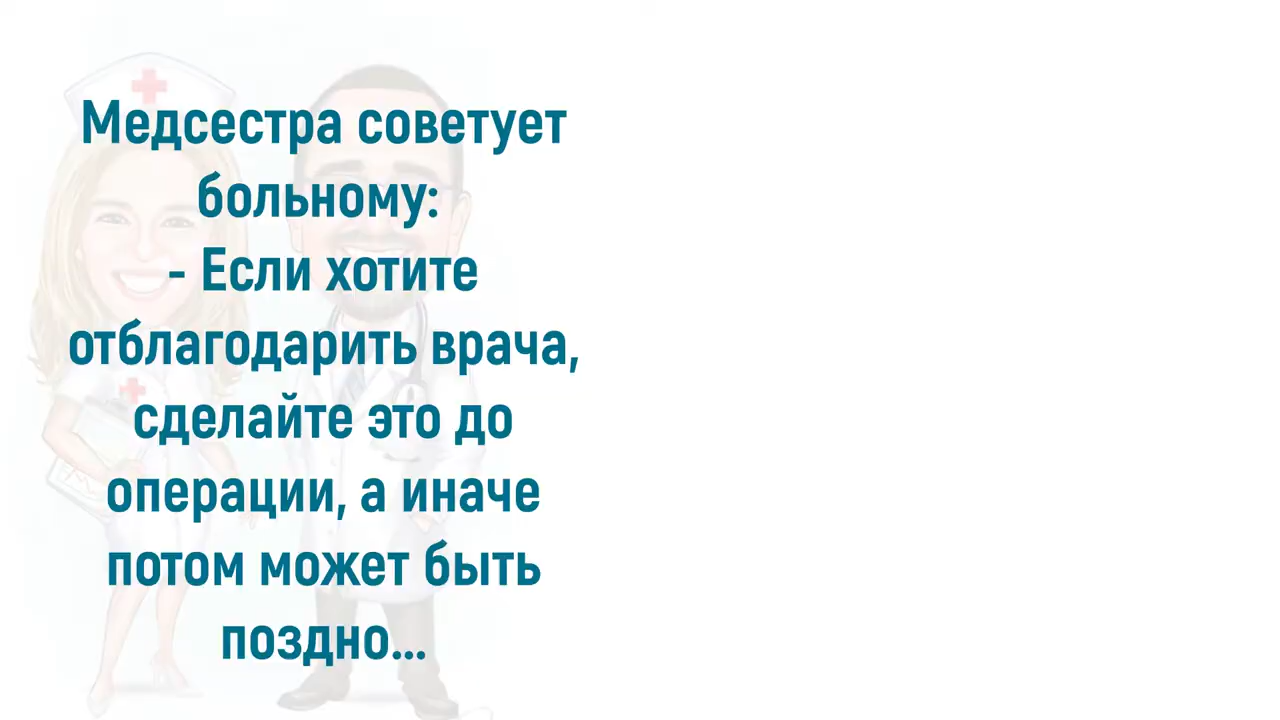 Медсестра советует
больному:
- Если хотите
отблагодарить врача,
сделайте это до
операции, а иначе
потом может быть
поздно...